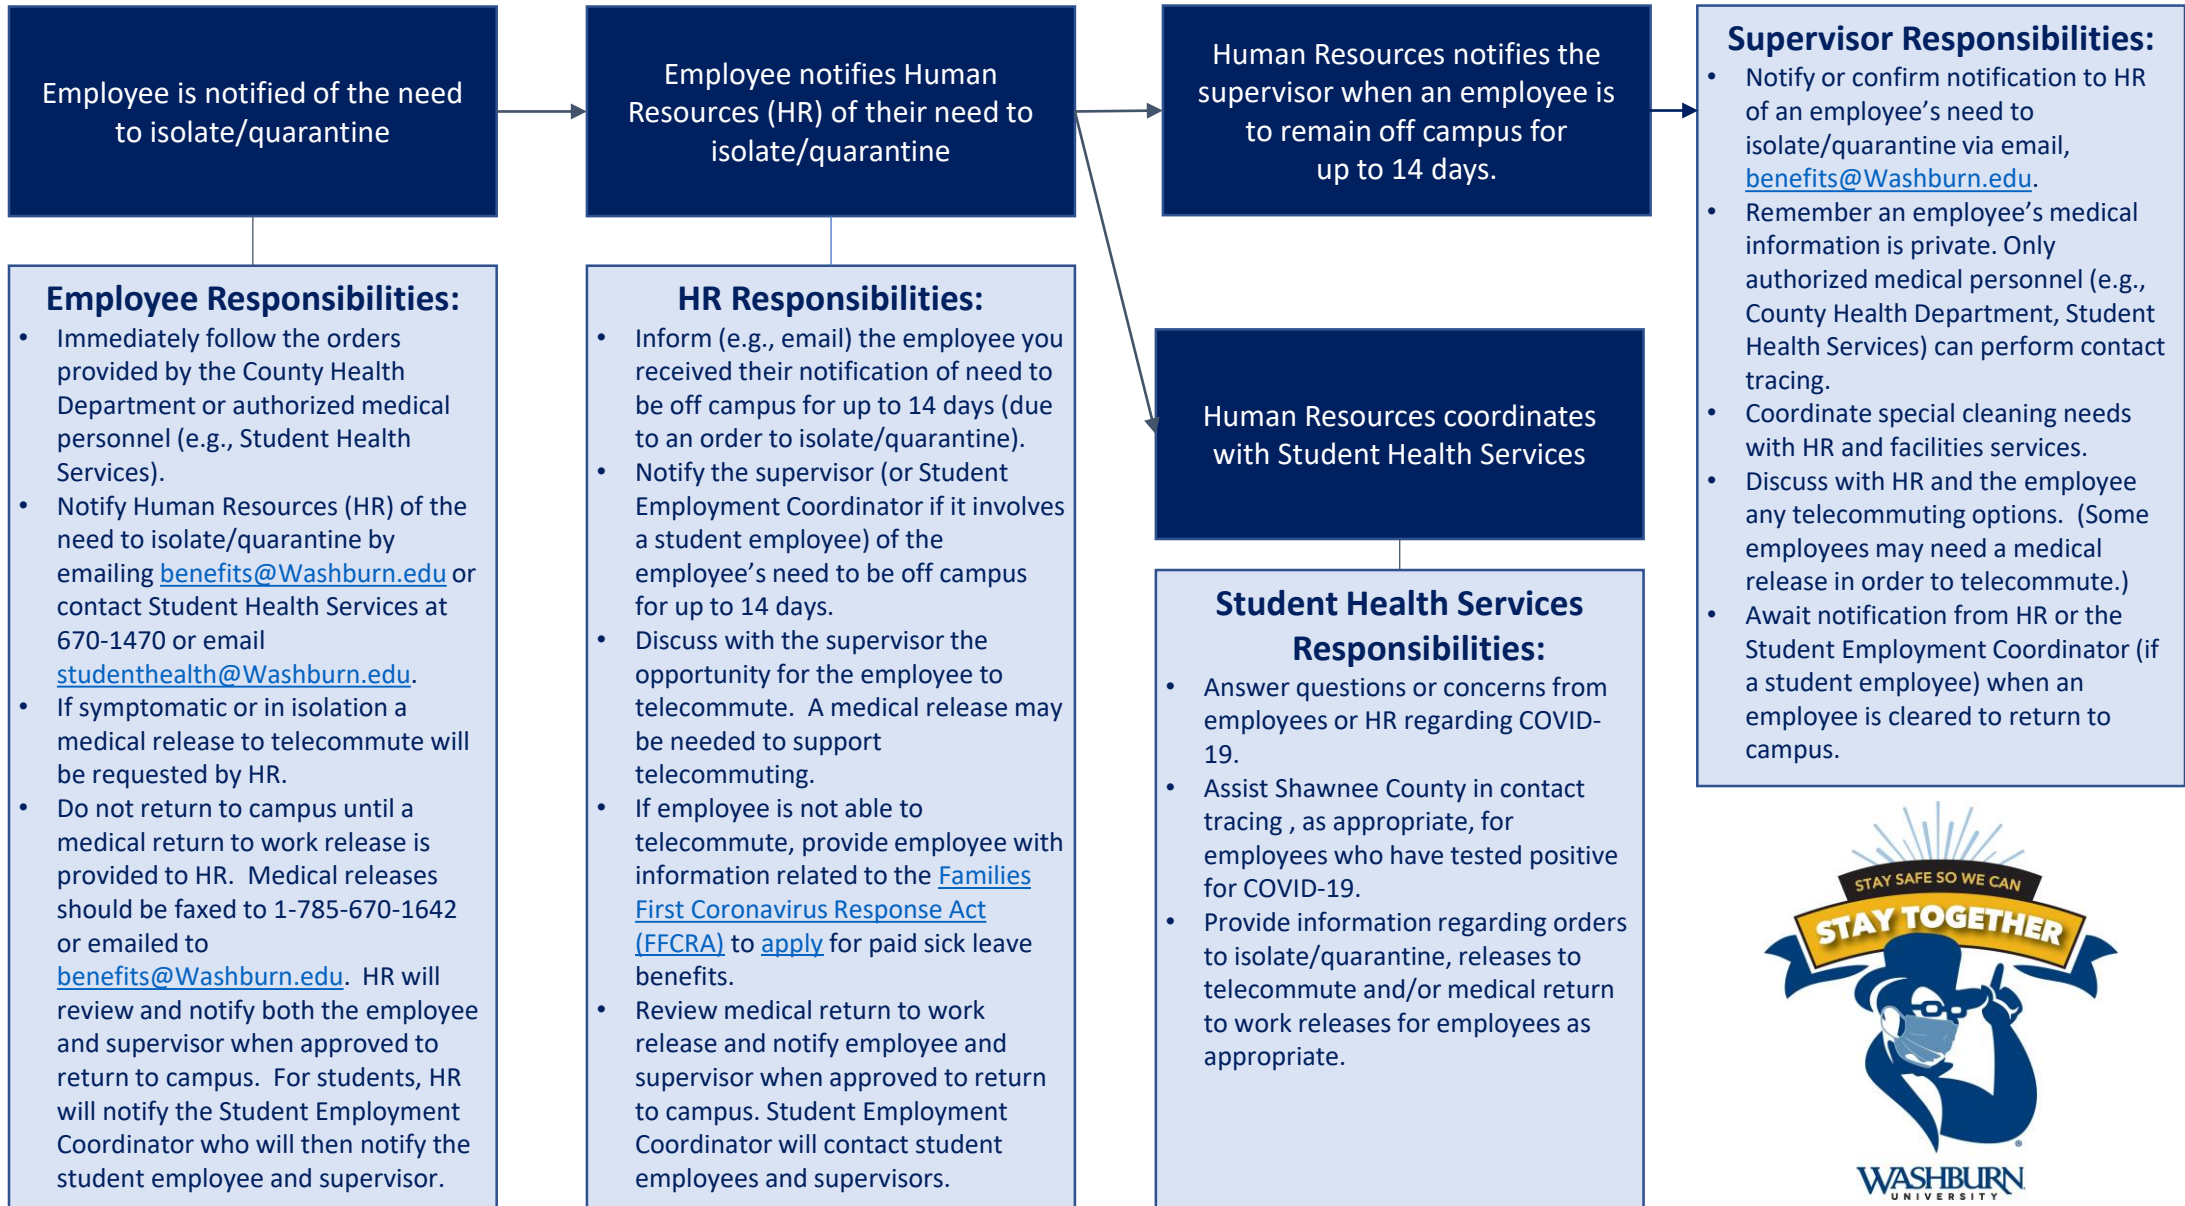 Employee is notified of the need
to isolate/quarantine
Employee notifies Human
Resources (HR) of their need to
isolate/quarantine
Human Resources notifies the
supervisor when an employee is
to remain off campus for
up to 14 days.
Supervisor Responsibilities:
• Notify or confirm notification to HR
of an employee’s need to
isolate/quarantine via email,
benefits@Washburn.edu.
• Remember an employee’s medical
information is private. Only
authorized medical personnel (e.g.,
County Health Department, Student
Health Services) can perform contact
tracing.
• Coordinate special cleaning needs
with HR and facilities services.
• Discuss with HR and the employee
any telecommuting options.  (Some
employees may need a medical
release in order to telecommute.)
• Await notification from HR or the
Student Employment Coordinator (if
a student employee) when an
employee is cleared to return to
campus.
Employee Responsibilities:
• Immediately follow the orders
provided by the County Health
Department or authorized medical
personnel (e.g., Student Health
Services).
• Notify Human Resources (HR) of the
need to isolate/quarantine by
emailing benefits@Washburn.edu or
contact Student Health Services at
670-1470 or email
studenthealth@Washburn.edu.
• If symptomatic or in isolation a
medical release to telecommute will
be requested by HR.
• Do not return to campus until a
medical return to work release is
provided to HR.  Medical releases
should be faxed to 1-785-670-1642
or emailed to
benefits@Washburn.edu.  HR will
review and notify both the employee
and supervisor when approved to
return to campus.  For students, HR
will notify the Student Employment
Coordinator who will then notify the
student employee and supervisor.
HR Responsibilities:
• Inform (e.g., email) the employee you
received their notification of need to
be off campus for up to 14 days (due
to an order to isolate/quarantine).
• Notify the supervisor (or Student
Employment Coordinator if it involves
a student employee) of the
employee’s need to be off campus
for up to 14 days.
• Discuss with the supervisor the
opportunity for the employee to
telecommute.  A medical release may
be needed to support
telecommuting.
• If employee is not able to
telecommute, provide employee with
information related to the Families
First Coronavirus Response Act
(FFCRA) to apply for paid sick leave
benefits.
• Review medical return to work
release and notify employee and
supervisor when approved to return
to campus. Student Employment
Coordinator will contact student
employees and supervisors.
Human Resources coordinates
with Student Health Services
Student Health Services
Responsibilities:
• Answer questions or concerns from
employees or HR regarding COVID-
19.
• Assist Shawnee County in contact
tracing , as appropriate, for
employees who have tested positive
for COVID-19.
• Provide information regarding orders
to isolate/quarantine, releases to
telecommute and/or medical return
to work releases for employees as
appropriate.
STAY SAFE SO WE CAN
STAY TOGETHER
®
WASHBURN
UNIVERSITY